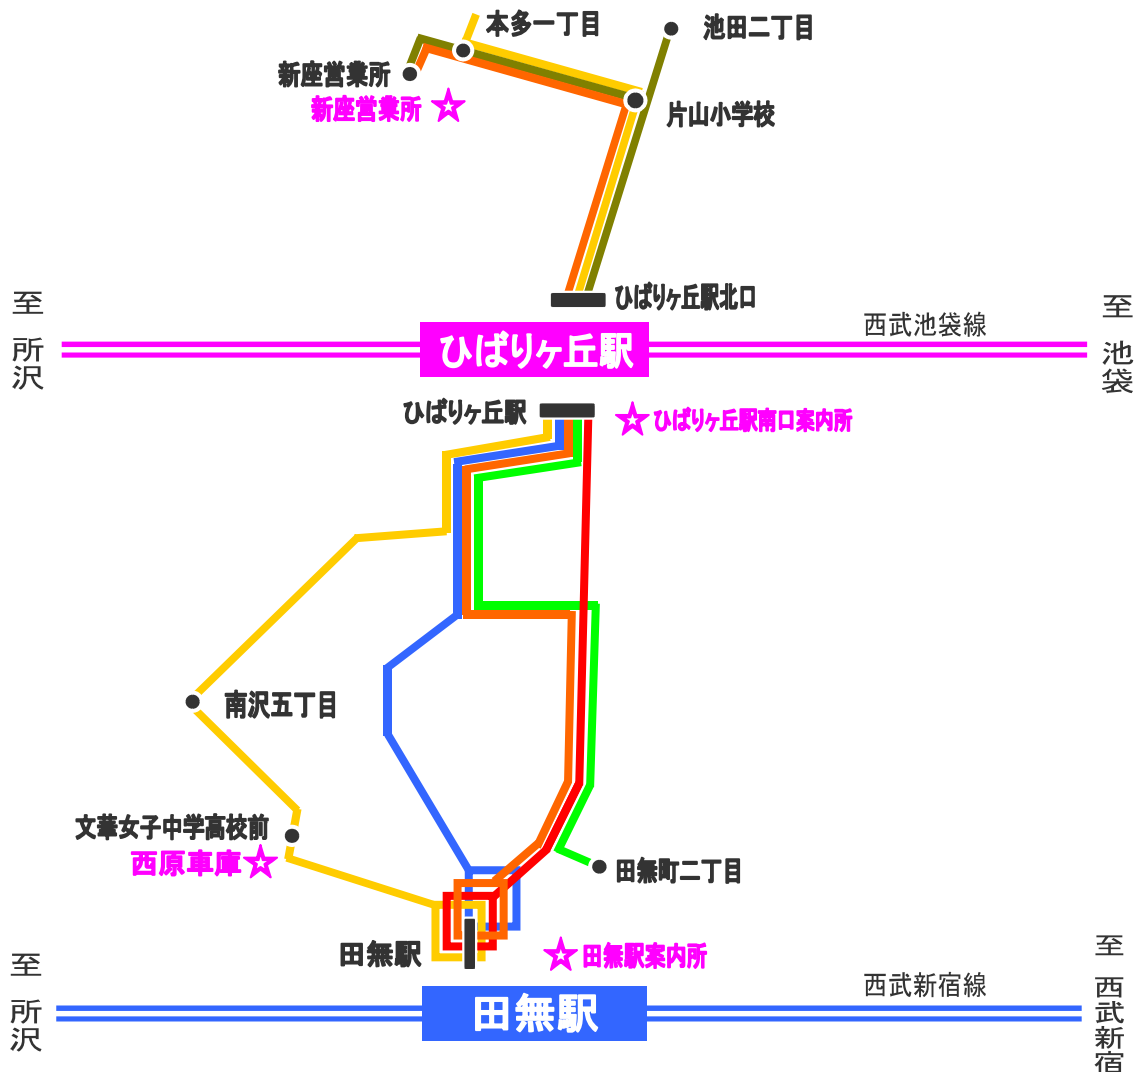 本多一丁目
池田二丁目
新座営業所
新座営業所 ☆
片山小学校
ひばりヶ丘駅北口
至 所沢
西武池袋線
至 池袋
ひばりヶ丘駅
ひばりヶ丘駅
☆ ひばりヶ丘駅南口案内所
南沢五丁目
文華女子中学高校前
西原車庫☆
田無町二丁目
田無駅
☆ 田無駅案内所
至 所沢
西武新宿線
至 西武新宿
田無駅